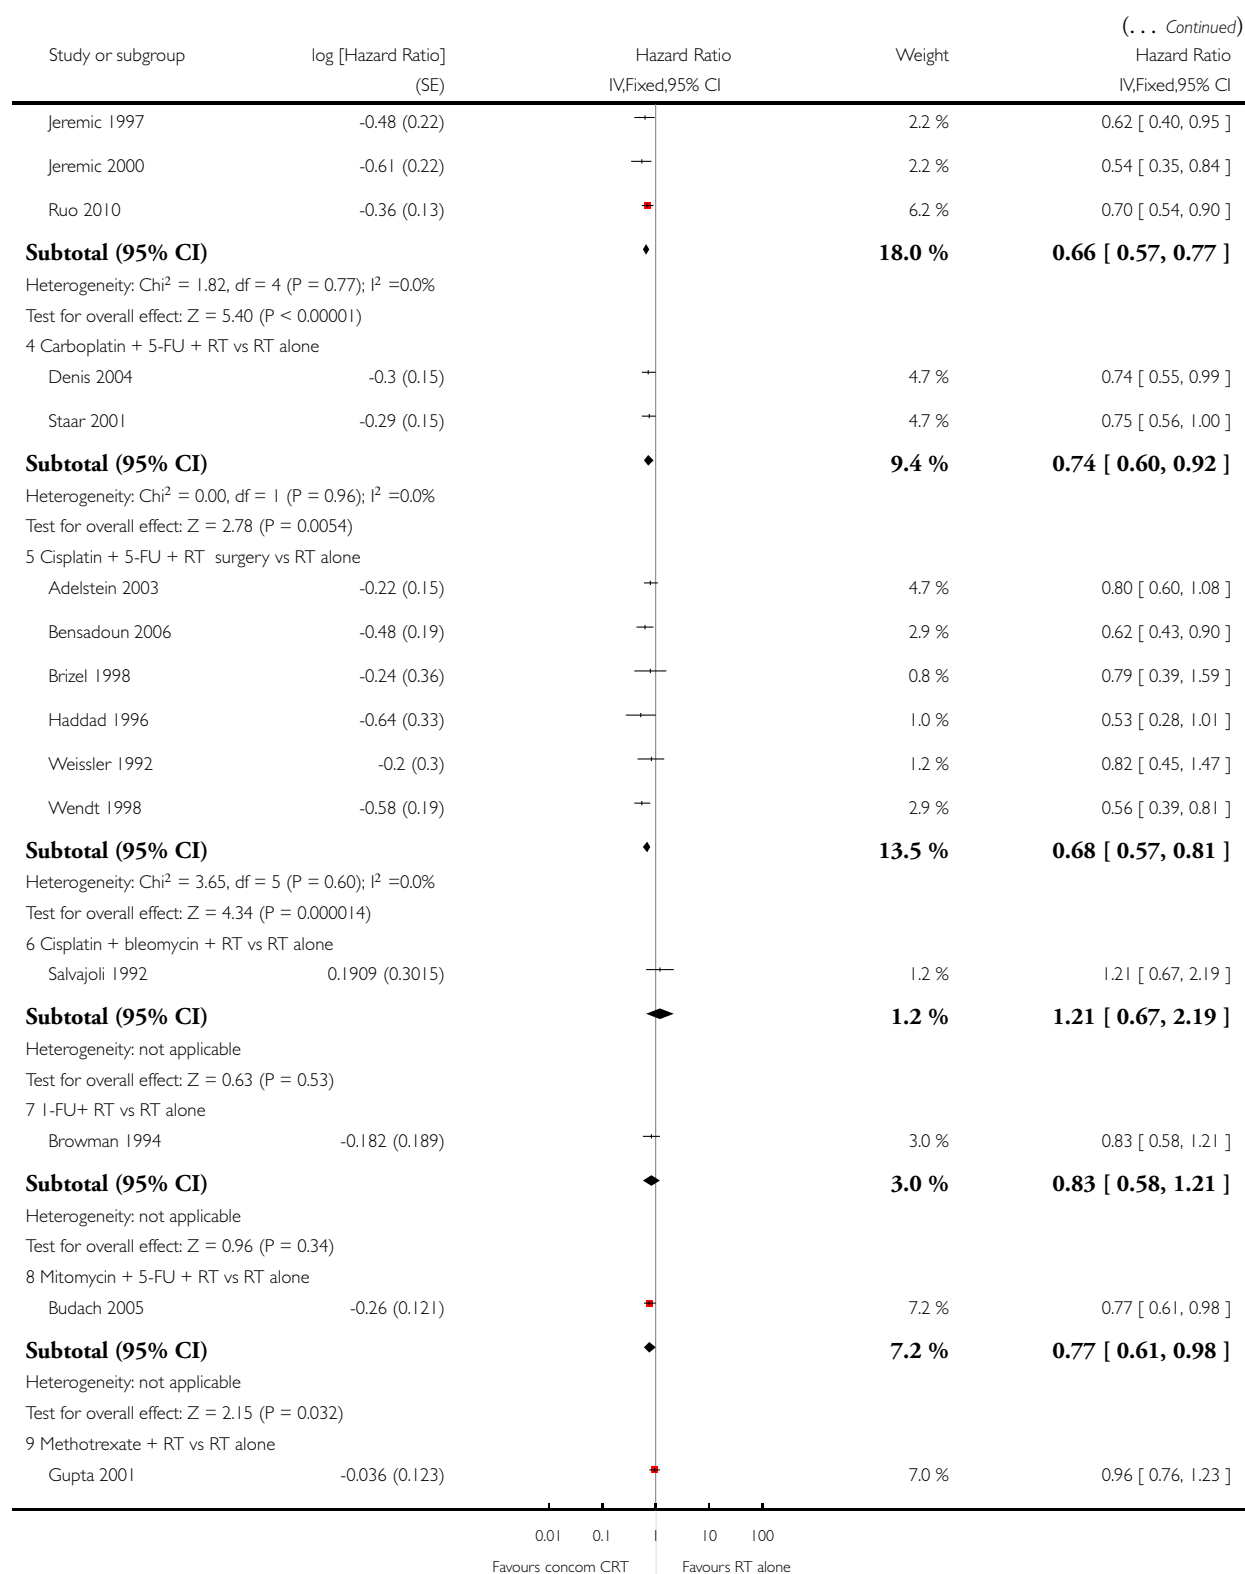 (... Continued)
Study or subgroup log [Hazard Ratio] Hazard Ratio Weight Hazard Ratio
(SE) IV,Fixed,95% CI IV,Fixed,95% CI
Jeremic 1997 -0.48 (0.22) 2.2 % 0.62 [ 0.40, 0.95 ]
Jeremic 2000 -0.61 (0.22) 2.2 % 0.54 [ 0.35, 0.84 ]
Ruo 2010 -0.36 (0.13) 6.2 % 0.70 [ 0.54, 0.90 ]
Subtotal (95% CI) 18.0 % 0.66 [ 0.57, 0.77 ]
Heterogeneity: Chi² = 1.82, df = 4 (P = 0.77); I² =0.0%
Test for overall effect: Z = 5.40 (P < 0.00001)
4 Carboplatin + 5-FU + RT vs RT alone
Denis 2004 -0.3 (0.15) 4.7 % 0.74 [ 0.55, 0.99 ]
Staar 2001 -0.29 (0.15) 4.7 % 0.75 [ 0.56, 1.00 ]
Subtotal (95% CI) 9.4 % 0.74 [ 0.60, 0.92 ]
Heterogeneity: Chi² = 0.00, df = 1 (P = 0.96); I² =0.0%
Test for overall effect: Z = 2.78 (P = 0.0054)
5 Cisplatin + 5-FU + RT surgery vs RT alone
Adelstein 2003 -0.22 (0.15) 4.7 % 0.80 [ 0.60, 1.08 ]
Bensadoun 2006 -0.48 (0.19) 2.9 % 0.62 [ 0.43, 0.90 ]
Brizel 1998 -0.24 (0.36) 0.8 % 0.79 [ 0.39, 1.59 ]
Haddad 1996 -0.64 (0.33) 1.0 % 0.53 [ 0.28, 1.01 ]
Weissler 1992 -0.2 (0.3) 1.2 % 0.82 [ 0.45, 1.47 ]
Wendt 1998 -0.58 (0.19) 2.9 % 0.56 [ 0.39, 0.81 ]
Subtotal (95% CI) 13.5 % 0.68 [ 0.57, 0.81 ]
Heterogeneity: Chi² = 3.65, df = 5 (P = 0.60); I² =0.0%
Test for overall effect: Z = 4.34 (P = 0.000014)
6 Cisplatin + bleomycin + RT vs RT alone
Salvajoli 1992 0.1909 (0.3015) 1.2 % 1.21 [ 0.67, 2.19 ]
Subtotal (95% CI) 1.2 % 1.21 [ 0.67, 2.19 ]
Heterogeneity: not applicable
Test for overall effect: Z = 0.63 (P = 0.53)
7 1-FU+ RT vs RT alone
Browman 1994 -0.182 (0.189) 3.0 % 0.83 [ 0.58, 1.21 ]
Subtotal (95% CI) 3.0 % 0.83 [ 0.58, 1.21 ]
Heterogeneity: not applicable
Test for overall effect: Z = 0.96 (P = 0.34)
8 Mitomycin + 5-FU + RT vs RT alone
Budach 2005 -0.26 (0.121) 7.2 % 0.77 [ 0.61, 0.98 ]
Subtotal (95% CI) 7.2 % 0.77 [ 0.61, 0.98 ]
Heterogeneity: not applicable
Test for overall effect: Z = 2.15 (P = 0.032)
9 Methotrexate + RT vs RT alone
Gupta 2001 -0.036 (0.123) 7.0 % 0.96 [ 0.76, 1.23 ]
0.01 0.1 1 10 100
Favours concom CRT Favours RT alone